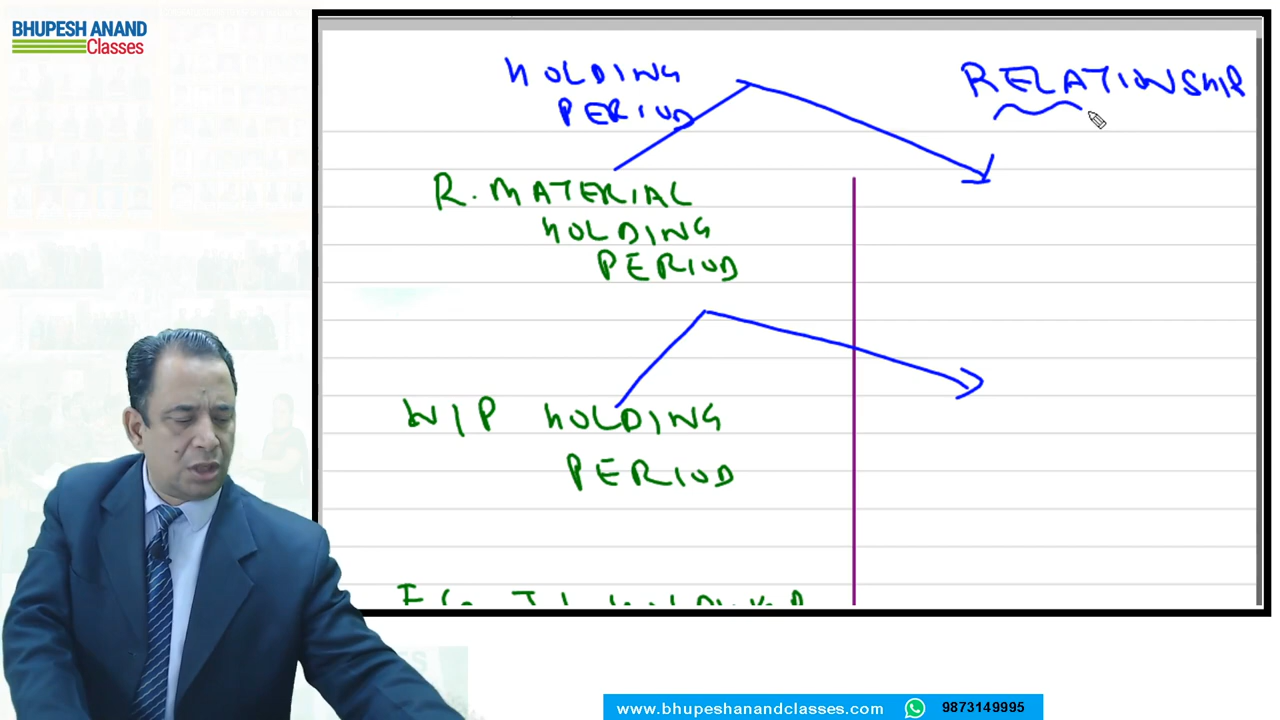 BHUPESH ANAND
Classes
HOLDING
PERIOD
RELATIONSHIP
R. MATERIAL
HOLDING
PERIOD
WIP HOLDING
PERIOD
www.bhupeshanandclasses.com
9873149995